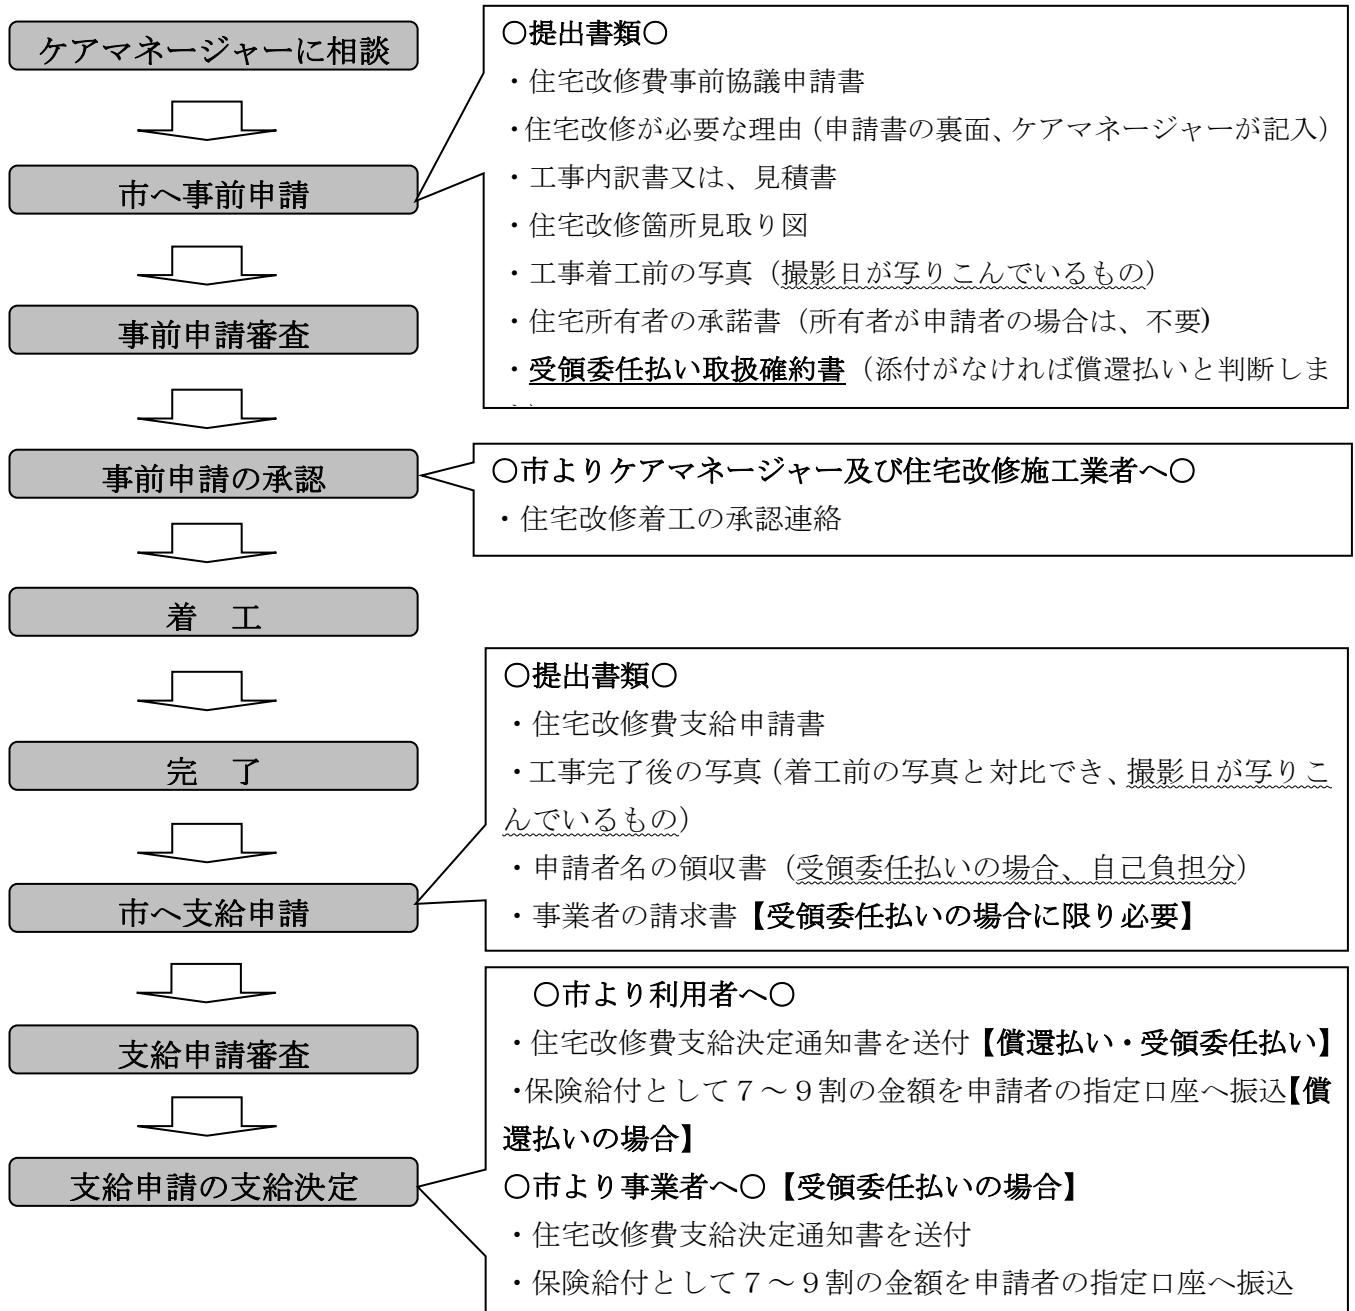 ケアマネージャーに相談
市へ事前申請
〇提出書類〇
・住宅改修費事前協議申請書
・住宅改修が必要な理由（申請書の裏面、ケアマネージャーが記入）
・工事内訳書又は、見積書
・住宅改修箇所見取り図
・工事着工前の写真（撮影日が写りこんでいるもの）
・住宅所有者の承諾書（所有者が申請者の場合は、不要)
・受領委任払い取扱確約書（添付がなければ償還払いと判断しま
事前申請審査
事前申請の承認
〇市よりケアマネージャー及び住宅改修施工業者へ〇
・住宅改修着工の承認連絡
着　工
完　了
市へ支給申請
〇提出書類〇
・住宅改修費支給申請書
・工事完了後の写真（着工前の写真と対比でき、撮影日が写りこ
んでいるもの）
・申請者名の領収書（受領委任払いの場合、自己負担分）
・事業者の請求書【受領委任払いの場合に限り必要】
支給申請審査
支給申請の支給決定
〇市より利用者へ〇
・住宅改修費支給決定通知書を送付【償還払い・受領委任払い】
・保険給付として７～９割の金額を申請者の指定口座へ振込【償
還払いの場合】
〇市より事業者へ〇【受領委任払いの場合】
・住宅改修費支給決定通知書を送付
・保険給付として７～９割の金額を申請者の指定口座へ振込